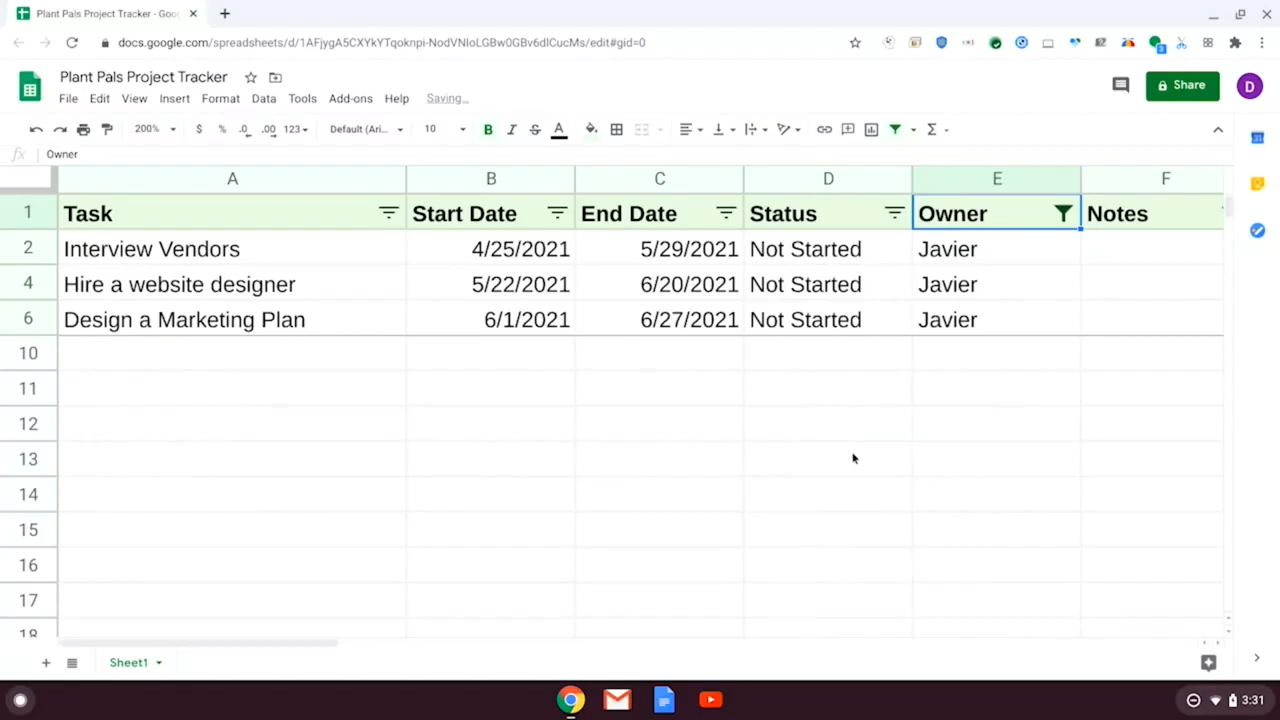 Plant Pals Project Tracker - Goo
docs.google.com/spreadsheets/d/1AFjygA5CXYkYTqoknpi-NodVNIoLGBw0GBv6dlCucMs/edit#gid=0
Plant Pals Project Tracker
File Edit View Insert Format Data Tools Add-ons Help Saving...
Share
D
200% $ % .0 .00 123 Default (Ari... 10 B I S A Σ
fx Owner
A B C D E F
1 Task Start Date End Date Status Owner Notes
2 Interview Vendors 4/25/2021 5/29/2021 Not Started Javier
4 Hire a website designer 5/22/2021 6/20/2021 Not Started Javier
6 Design a Marketing Plan 6/1/2021 6/27/2021 Not Started Javier
10
11
12
13
14
15
16
17
18
Sheet1
3:31